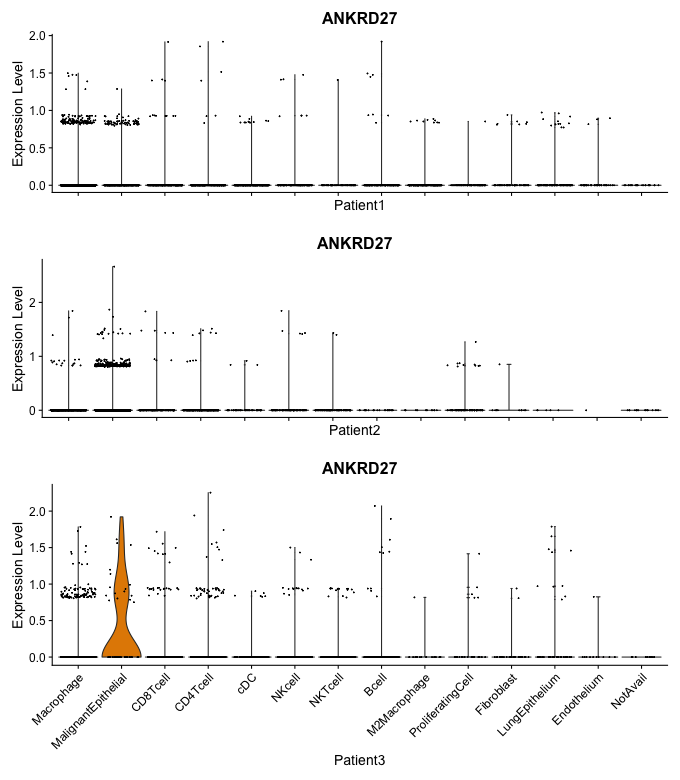 ANKRD27
Expression Level
2.0
1.5
1.0
0.5
0.0
Patient1
ANKRD27
Expression Level
2
1
0
Patient2
ANKRD27
Expression Level
2.0
1.5
1.0
0.5
0.0
Macrophage
MalignantEpithelial
CD8Tcell
CD4Tcell
cDC
NKcell
NKTcell
Bcell
M2Macrophage
ProliferatingCell
Fibroblast
LungEpithelium
Endothelium
NotAvail
Patient3